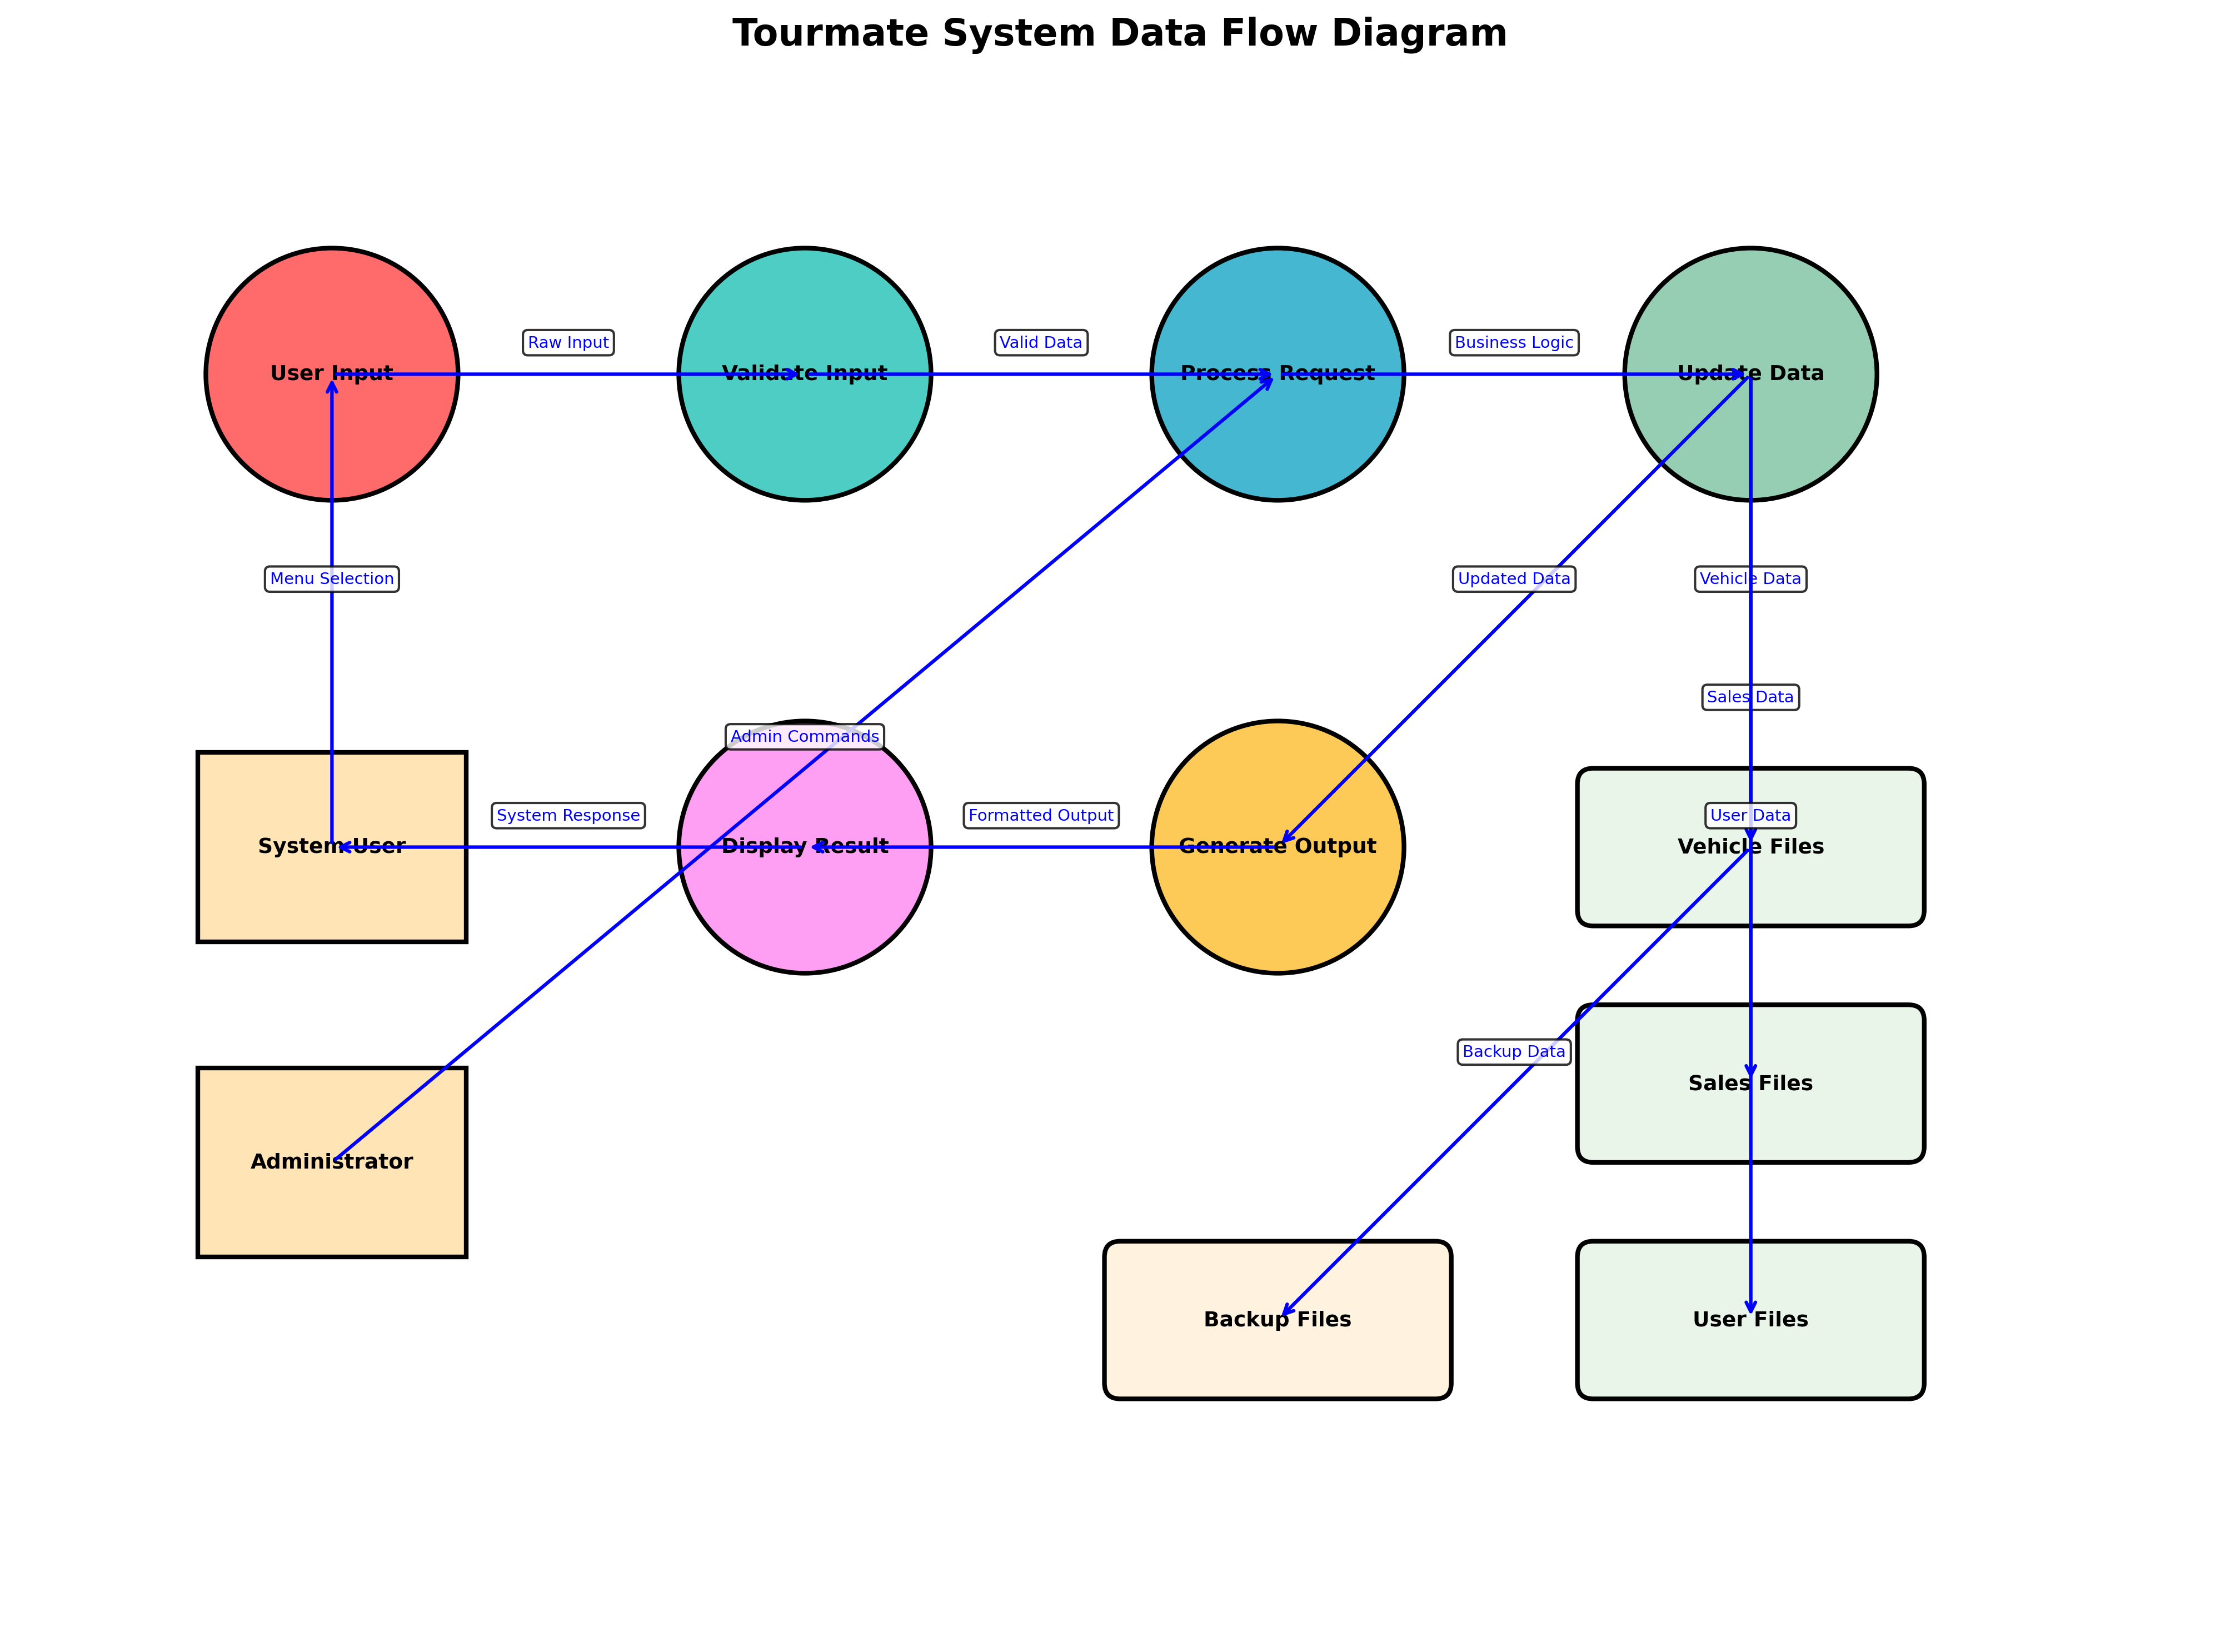 Tourmate System Data Flow Diagram
Raw Input
Valid Data
Business Logic
User Input
Validate Input
Process Request
Update Data
Menu Selection
Updated Data
Vehicle Data
Sales Data
Admin Commands
System Response
Formatted Output
User Data
System User
Display Result
Generate Output
Vehicle Files
Backup Data
Sales Files
Administrator
Backup Files
User Files